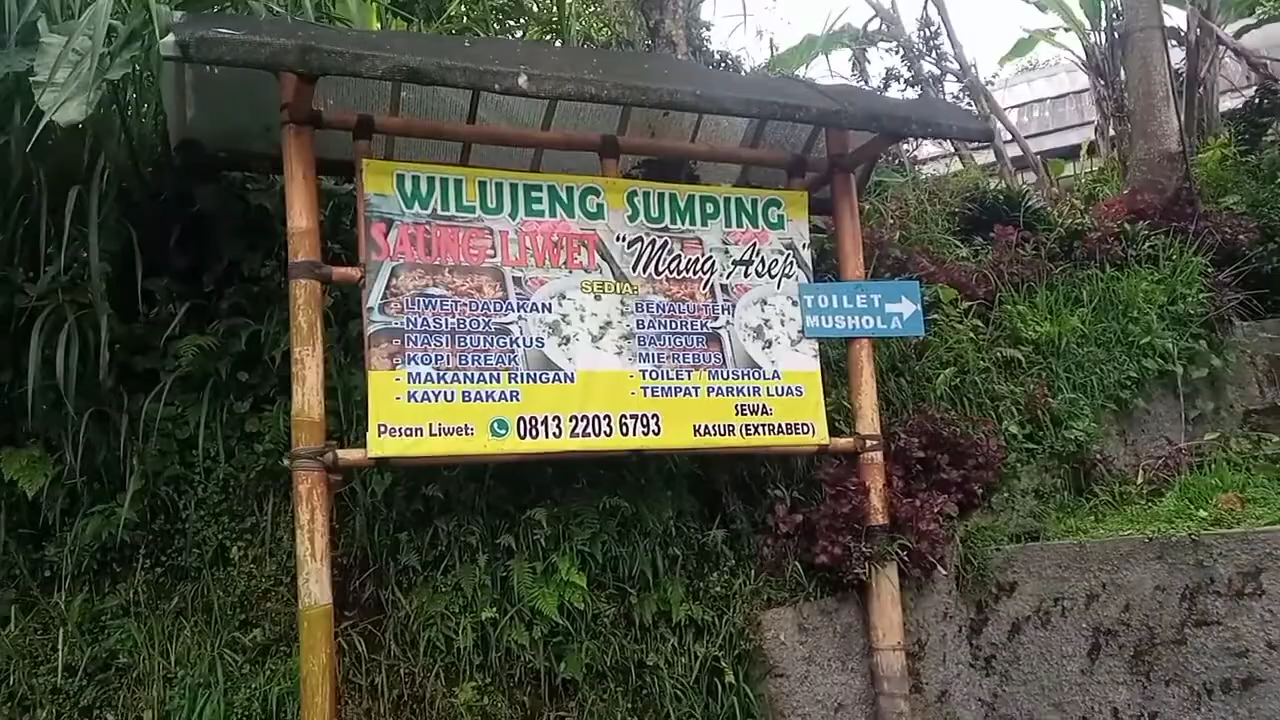 WILUJENG SUMPING
SAUNG LIWET "Mang Asep"
SEDIA:
- LIWET DADAKAN
- NASI BOX
- NASI BUNGKUS
- KOPI BREAK
- MAKANAN RINGAN
- KAYU BAKAR
- BENALU TEH
- BANDREK
- BAJIGUR
- MIE REBUS
- TOILET / MUSHOLA
- TEMPAT PARKIR LUAS
Pesan Liwet: 0813 2203 6793
SEWA:
KASUR (EXTRABED)
TOILET
MUSHOLA